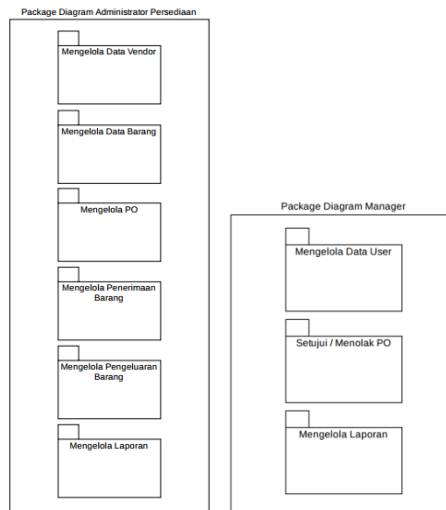 Package Diagram Administrator Persediaan
Mengelola Data Vendor
Mengelola Data Barang
Mengelola PO
Mengelola Penerimaan
Barang
Mengelola Pengeluaran
Barang
Mengelola Laporan
Package Diagram Manager
Mengelola Data User
Setujui / Menolak PO
Mengelola Laporan